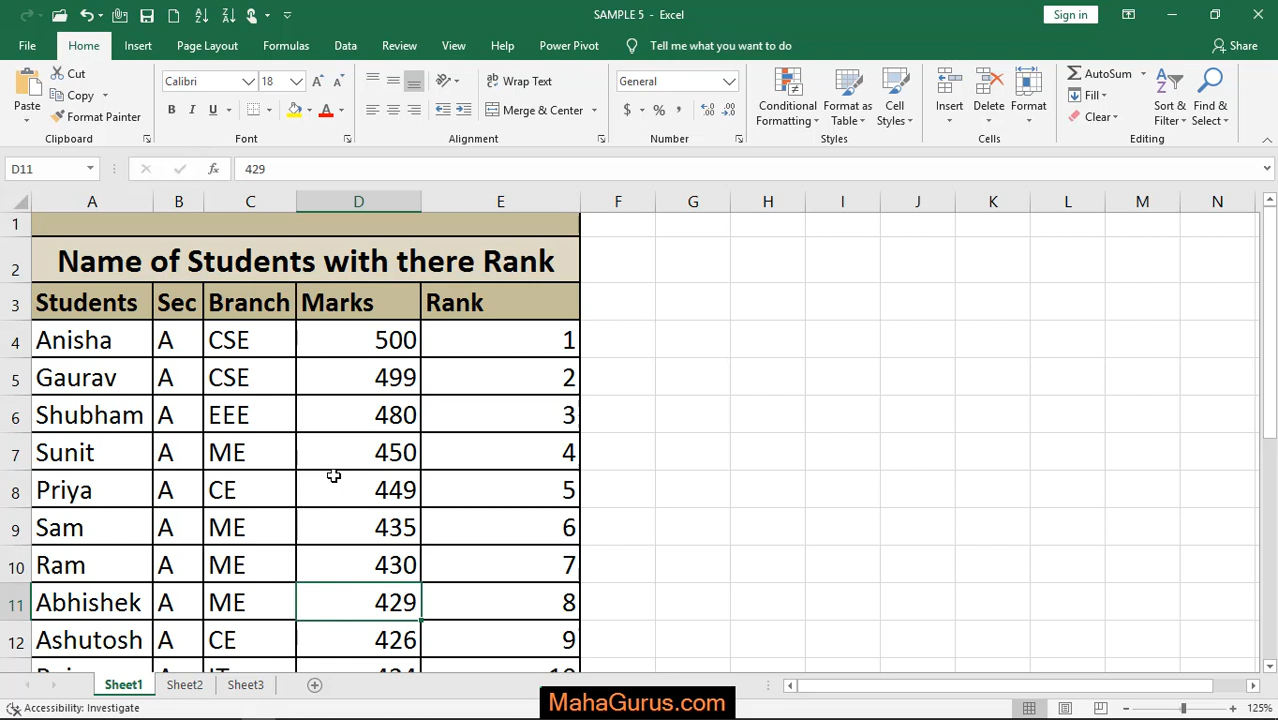 SAMPLE 5 - Excel
Sign in
File Home Insert Page Layout Formulas Data Review View Help Power Pivot Tell me what you want to do Share
Paste
Cut
Copy
Format Painter
Clipboard
Calibri 18
B I U
Font
Wrap Text
Merge & Center
Alignment
General
$ % ,
Number
Conditional Formatting
Format as Table
Cell Styles
Styles
Insert
Delete
Format
Cells
AutoSum
Fill
Clear
Sort & Filter
Find & Select
Editing
D11 fx 429
A B C D E F G H I J K L M N
1
2 Name of Students with there Rank
3 Students Sec Branch Marks Rank
4 Anisha A CSE 500 1
5 Gaurav A CSE 499 2
6 Shubham A EEE 480 3
7 Sunit A ME 450 4
8 Priya A CE 449 5
9 Sam A ME 435 6
10 Ram A ME 430 7
11 Abhishek A ME 429 8
12 Ashutosh A CE 426 9
Sheet1 Sheet2 Sheet3
Accessibility: Investigate
MahaGurus.com
125%